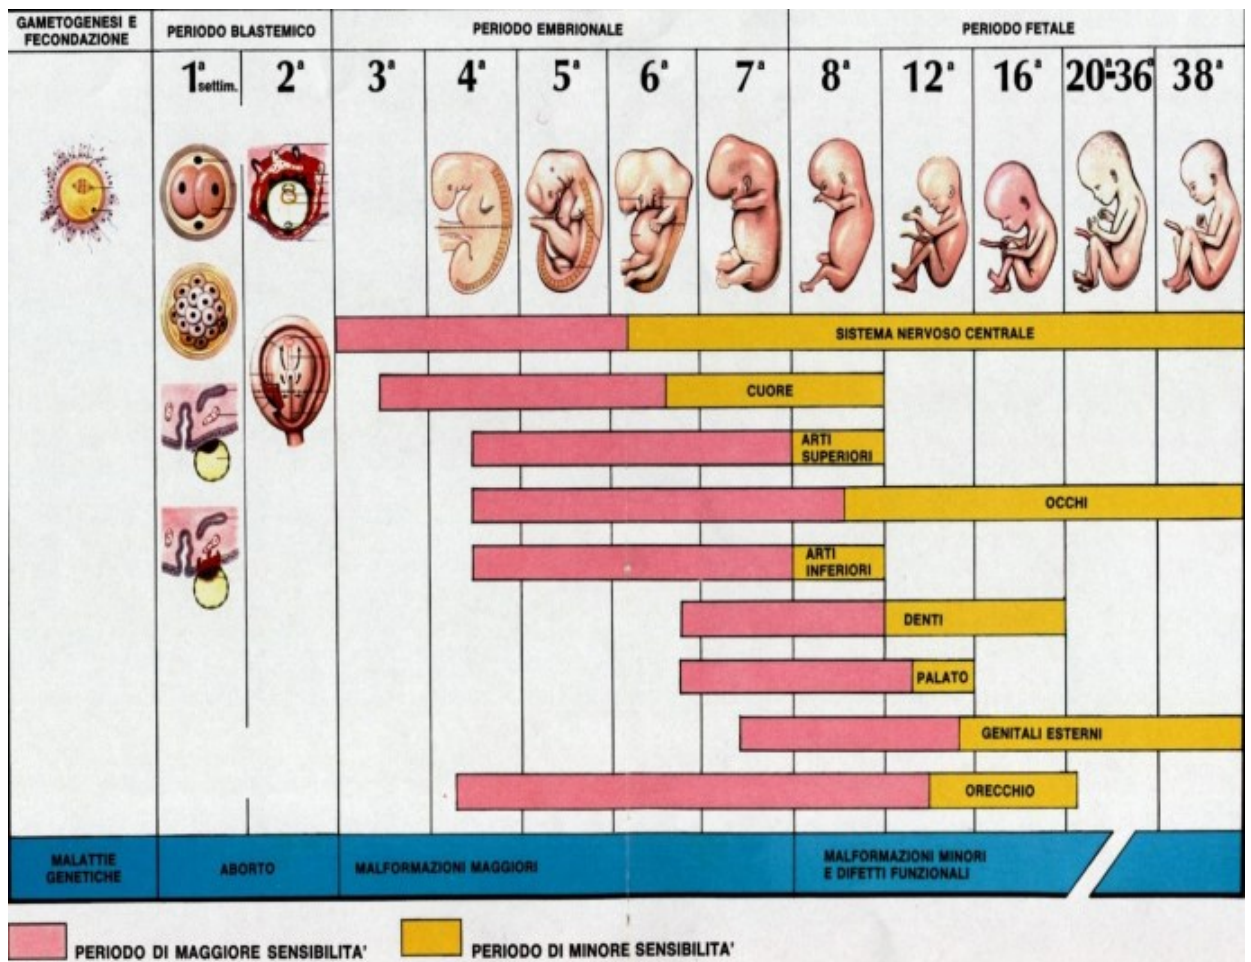 GAMETOGENESI E
FECONDAZIONE
PERIODO BLASTEMICO
PERIODO EMBRIONALE
PERIODO FETALE
1ª settim.
2ª
3ª
4ª
5ª
6ª
7ª
8ª
12ª
16ª
20ª-36ª
38ª
SISTEMA NERVOSO CENTRALE
CUORE
ARTI
SUPERIORI
OCCHI
ARTI
INFERIORI
DENTI
PALATO
GENITALI ESTERNI
ORECCHIO
MALATTIE
GENETICHE
ABORTO
MALFORMAZIONI MAGGIORI
MALFORMAZIONI MINORI
E DIFETTI FUNZIONALI
PERIODO DI MAGGIORE SENSIBILITA'
PERIODO DI MINORE SENSIBILITA'